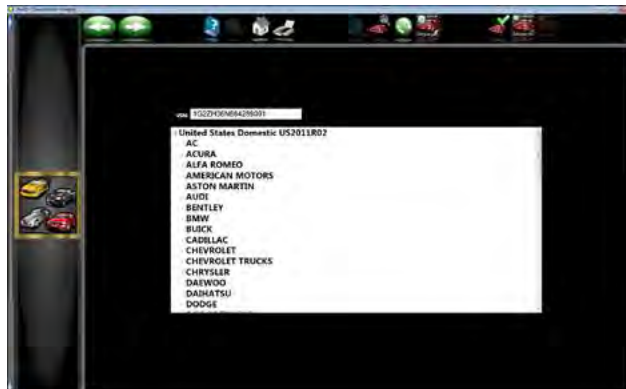 VIN:
United States Domestic US2011R02
AC
ACURA
ALFA ROMEO
AMERICAN MOTORS
ASTON MARTIN
AUDI
BENTLEY
BMW
BUICK
CADILLAC
CHEVROLET
CHEVROLET TRUCKS
CHRYSLER
DAEWOO
DAIHATSU
DODGE